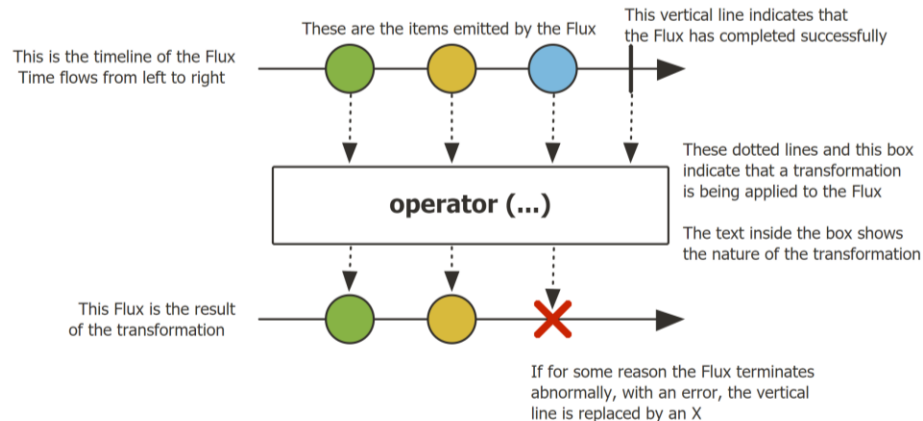 These are the items emitted by the Flux
This vertical line indicates that
the Flux has completed successfully
This is the timeline of the Flux
Time flows from left to right
These dotted lines and this box
indicate that a transformation
is being applied to the Flux
operator (...)
The text inside the box shows
the nature of the transformation
This Flux is the result
of the transformation
If for some reason the Flux terminates
abnormally, with an error, the vertical
line is replaced by an X